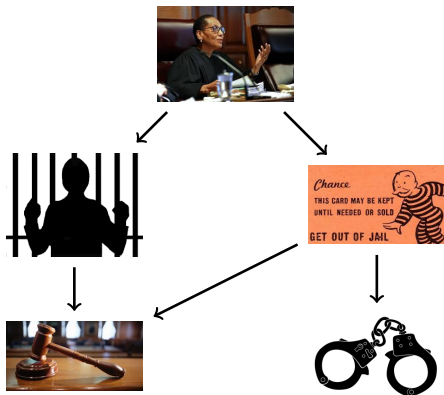 Chance
THIS CARD MAY BE KEPT
UNTIL NEEDED OR SOLD
GET OUT OF JAIL